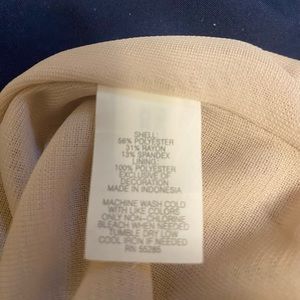 SHELL:
56% POLYESTER
31% RAYON
13% SPANDEX
LINING:
100% POLYESTER
EXCLUSIVE OF
DECORATION
MADE IN INDONESIA
MACHINE WASH COLD
WITH LIKE COLORS
ONLY NON-CHLORINE
BLEACH WHEN NEEDED
TUMBLE DRY LOW
COOL IRON IF NEEDED
RN 55285